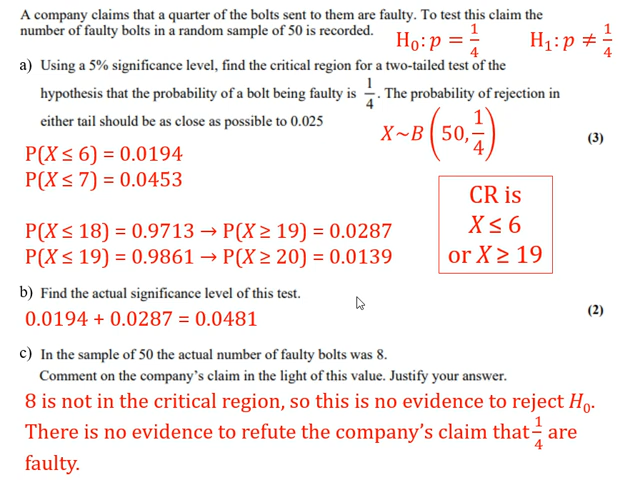 A company claims that a quarter of the bolts sent to them are faulty. To test this claim the
number of faulty bolts in a random sample of 50 is recorded.
H₀: p = 1/4
H₁: p ≠ 1/4
a) Using a 5% significance level, find the critical region for a two-tailed test of the
hypothesis that the probability of a bolt being faulty is 1/4. The probability of rejection in
either tail should be as close as possible to 0.025
X~B(50, 1/4)
(3)
P(X ≤ 6) = 0.0194
P(X ≤ 7) = 0.0453
P(X ≤ 18) = 0.9713 → P(X ≥ 19) = 0.0287
P(X ≤ 19) = 0.9861 → P(X ≥ 20) = 0.0139
CR is
X ≤ 6
or X ≥ 19
b) Find the actual significance level of this test.
(2)
0.0194 + 0.0287 = 0.0481
c) In the sample of 50 the actual number of faulty bolts was 8.
Comment on the company's claim in the light of this value. Justify your answer.
8 is not in the critical region, so this is no evidence to reject H₀.
There is no evidence to refute the company's claim that 1/4 are
faulty.